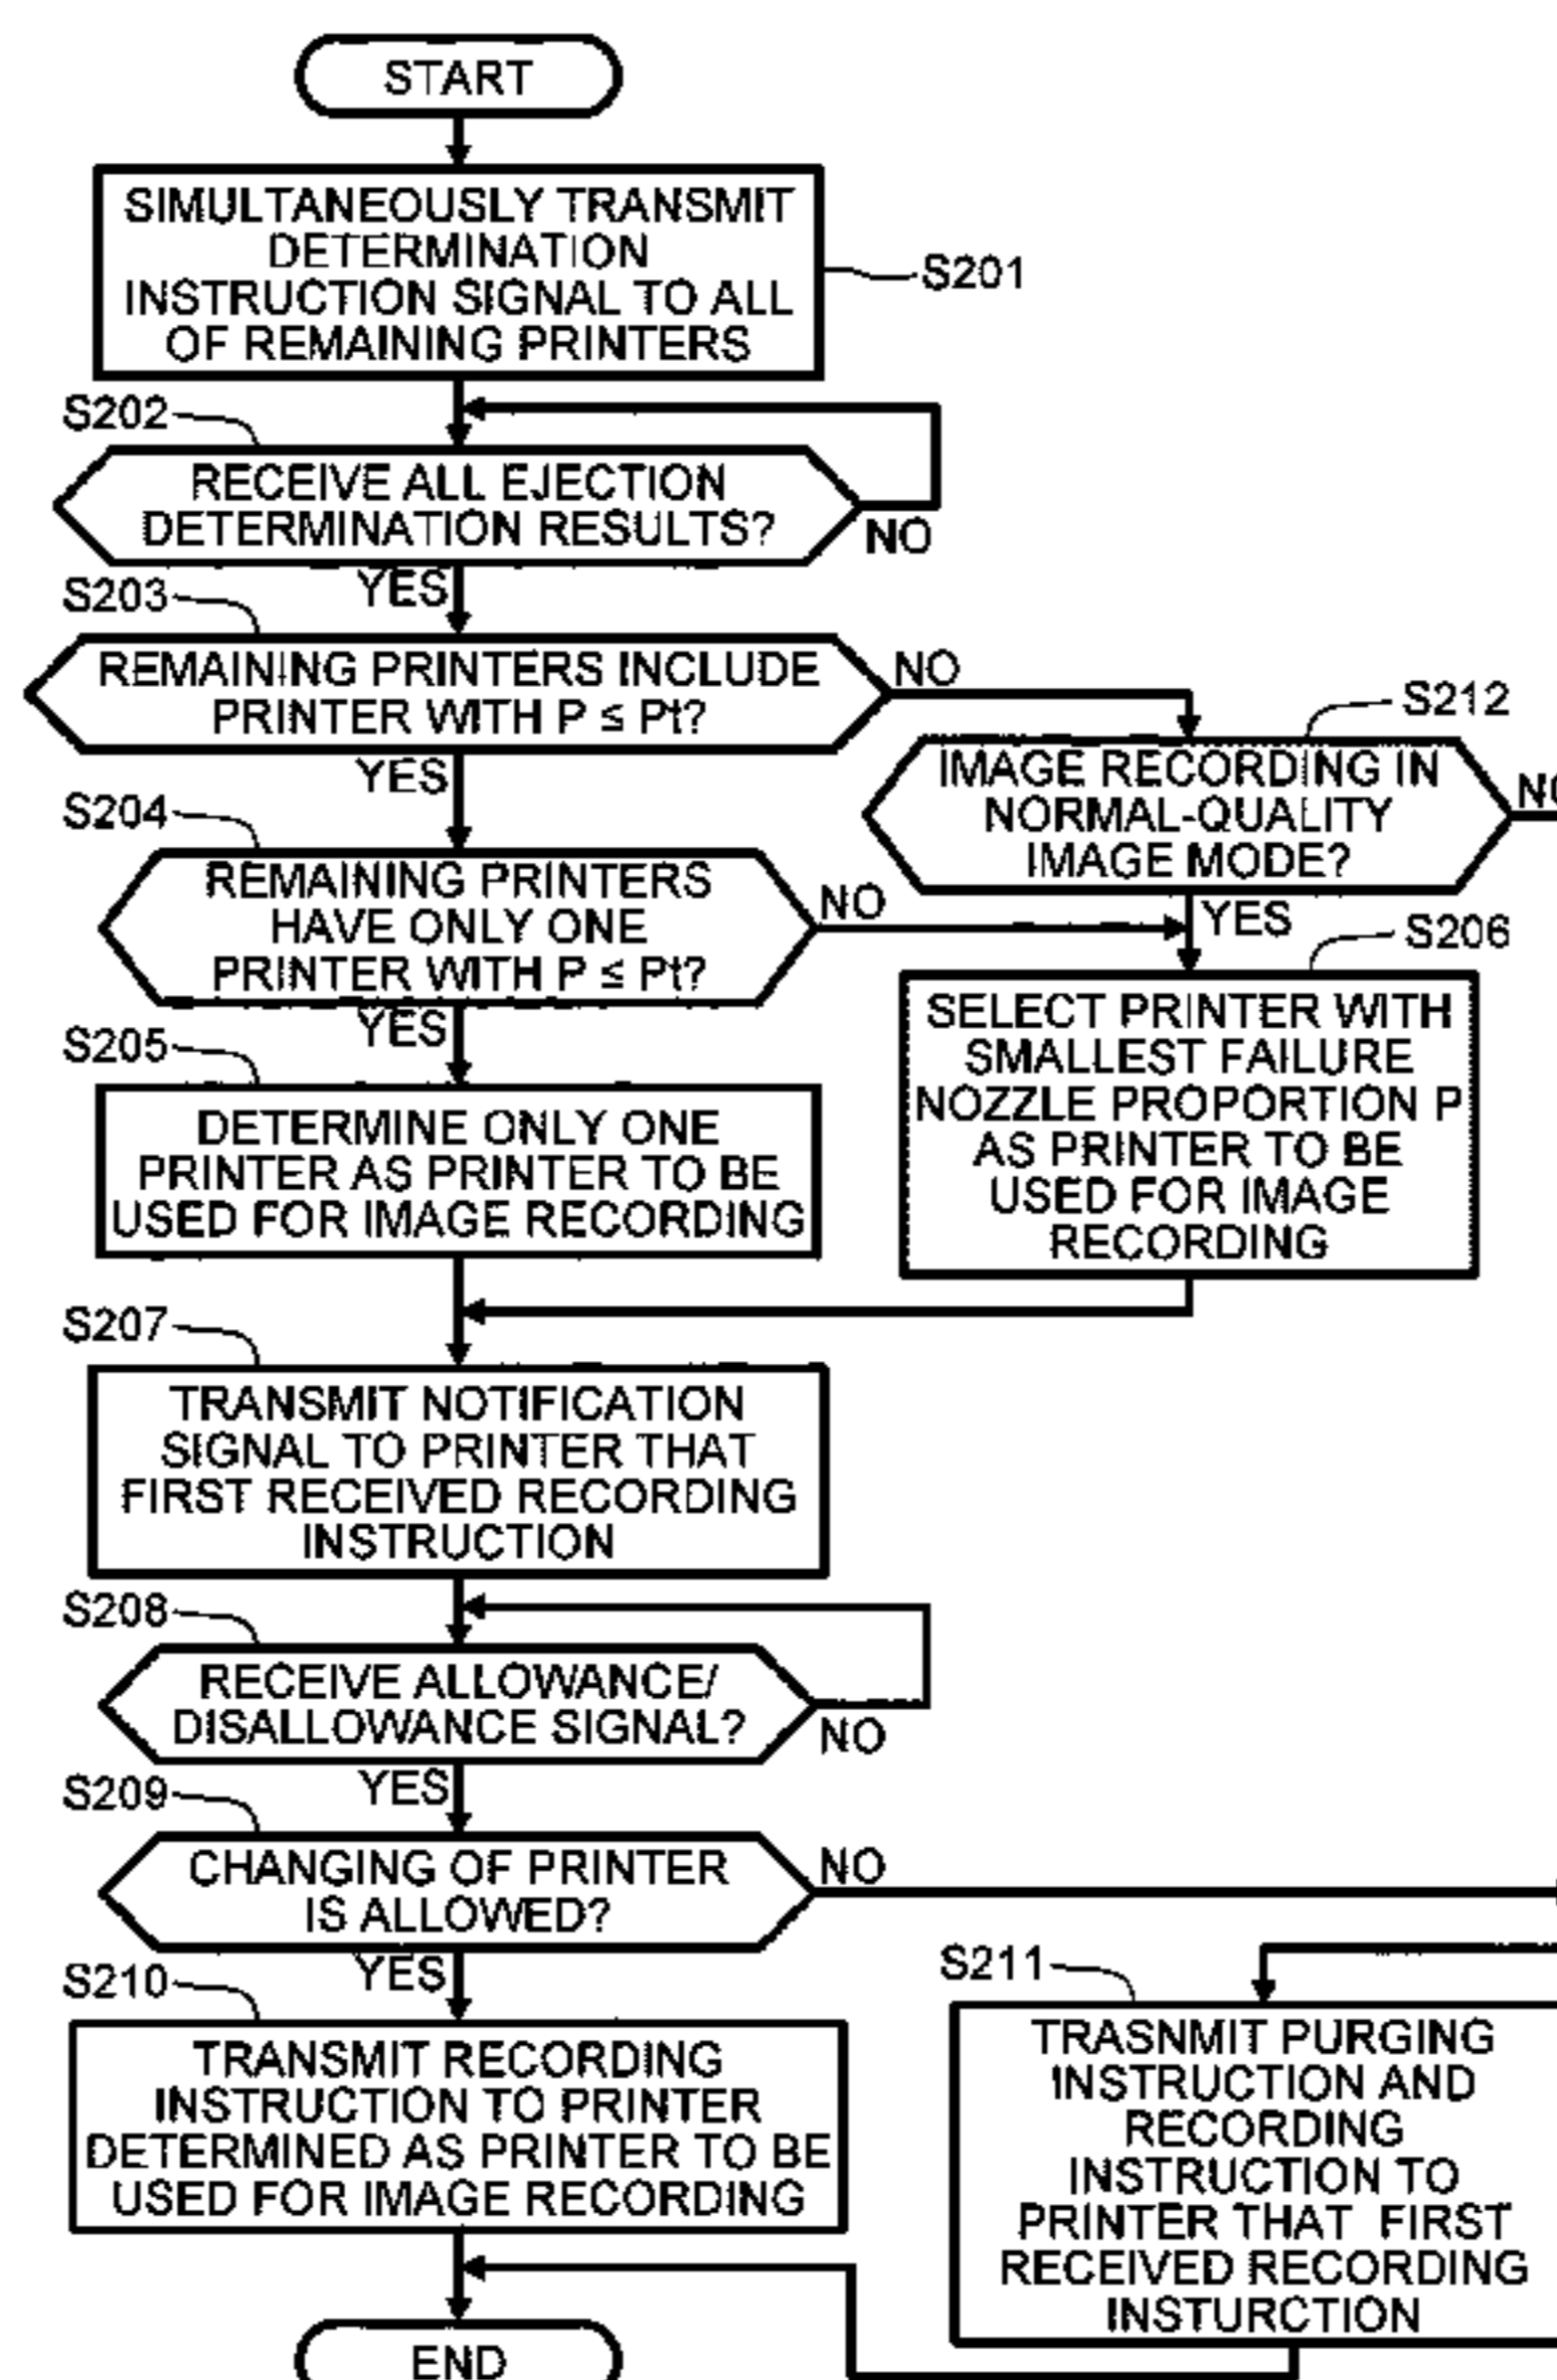 START
SIMULTANEOUSLY TRANSMIT
DETERMINATION
INSTRUCTION SIGNAL TO ALL
OF REMAINING PRINTERS
S201
S202
RECEIVE ALL EJECTION
DETERMINATION RESULTS?
NO
YES
S203
REMAINING PRINTERS INCLUDE
PRINTER WITH P ≤ Pt?
NO
YES
S212
IMAGE RECORDING IN
NORMAL-QUALITY
IMAGE MODE?
NO
YES
S204
REMAINING PRINTERS
HAVE ONLY ONE
PRINTER WITH P ≤ Pt?
NO
YES
S206
SELECT PRINTER WITH
SMALLEST FAILURE
NOZZLE PROPORTION P
AS PRINTER TO BE
USED FOR IMAGE
RECORDING
S205
DETERMINE ONLY ONE
PRINTER AS PRINTER TO BE
USED FOR IMAGE RECORDING
S207
TRANSMIT NOTIFICATION
SIGNAL TO PRINTER THAT
FIRST RECEIVED RECORDING
INSTRUCTION
S208
RECEIVE ALLOWANCE/
DISALLOWANCE SIGNAL?
NO
YES
S209
CHANGING OF PRINTER
IS ALLOWED?
NO
YES
S210
TRANSMIT RECORDING
INSTRUCTION TO PRINTER
DETERMINED AS PRINTER TO BE
USED FOR IMAGE RECORDING
S211
TRASNMIT PURGING
INSTRUCTION AND
RECORDING
INSTRUCTION TO
PRINTER THAT FIRST
RECEIVED RECORDING
INSTURCTION
END